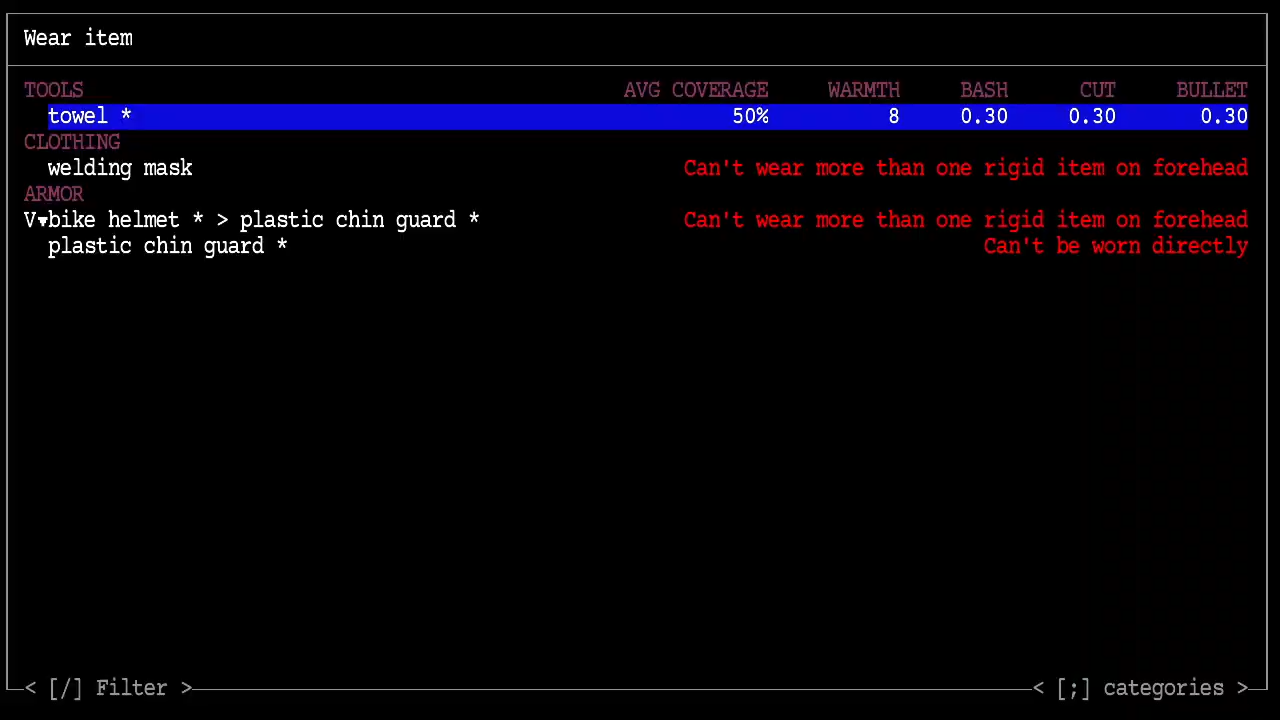 Wear item
TOOLS AVG COVERAGE WARMTH BASH CUT BULLET
towel * 50% 8 0.30 0.30 0.30
CLOTHING
welding mask Can't wear more than one rigid item on forehead
ARMOR
V▾bike helmet * > plastic chin guard * Can't wear more than one rigid item on forehead
plastic chin guard * Can't be worn directly
< [/] Filter > < [;] categories >